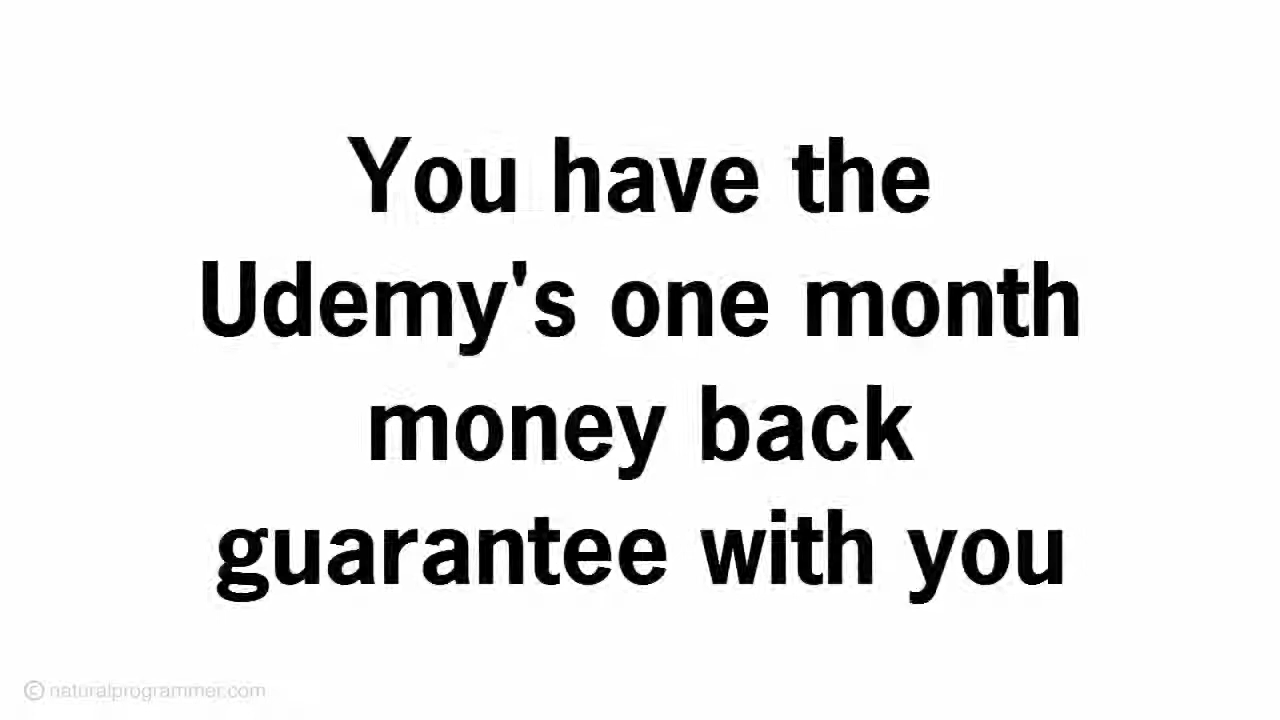 You have the
Udemy's one month
money back
guarantee with you
© naturalprogrammer.com